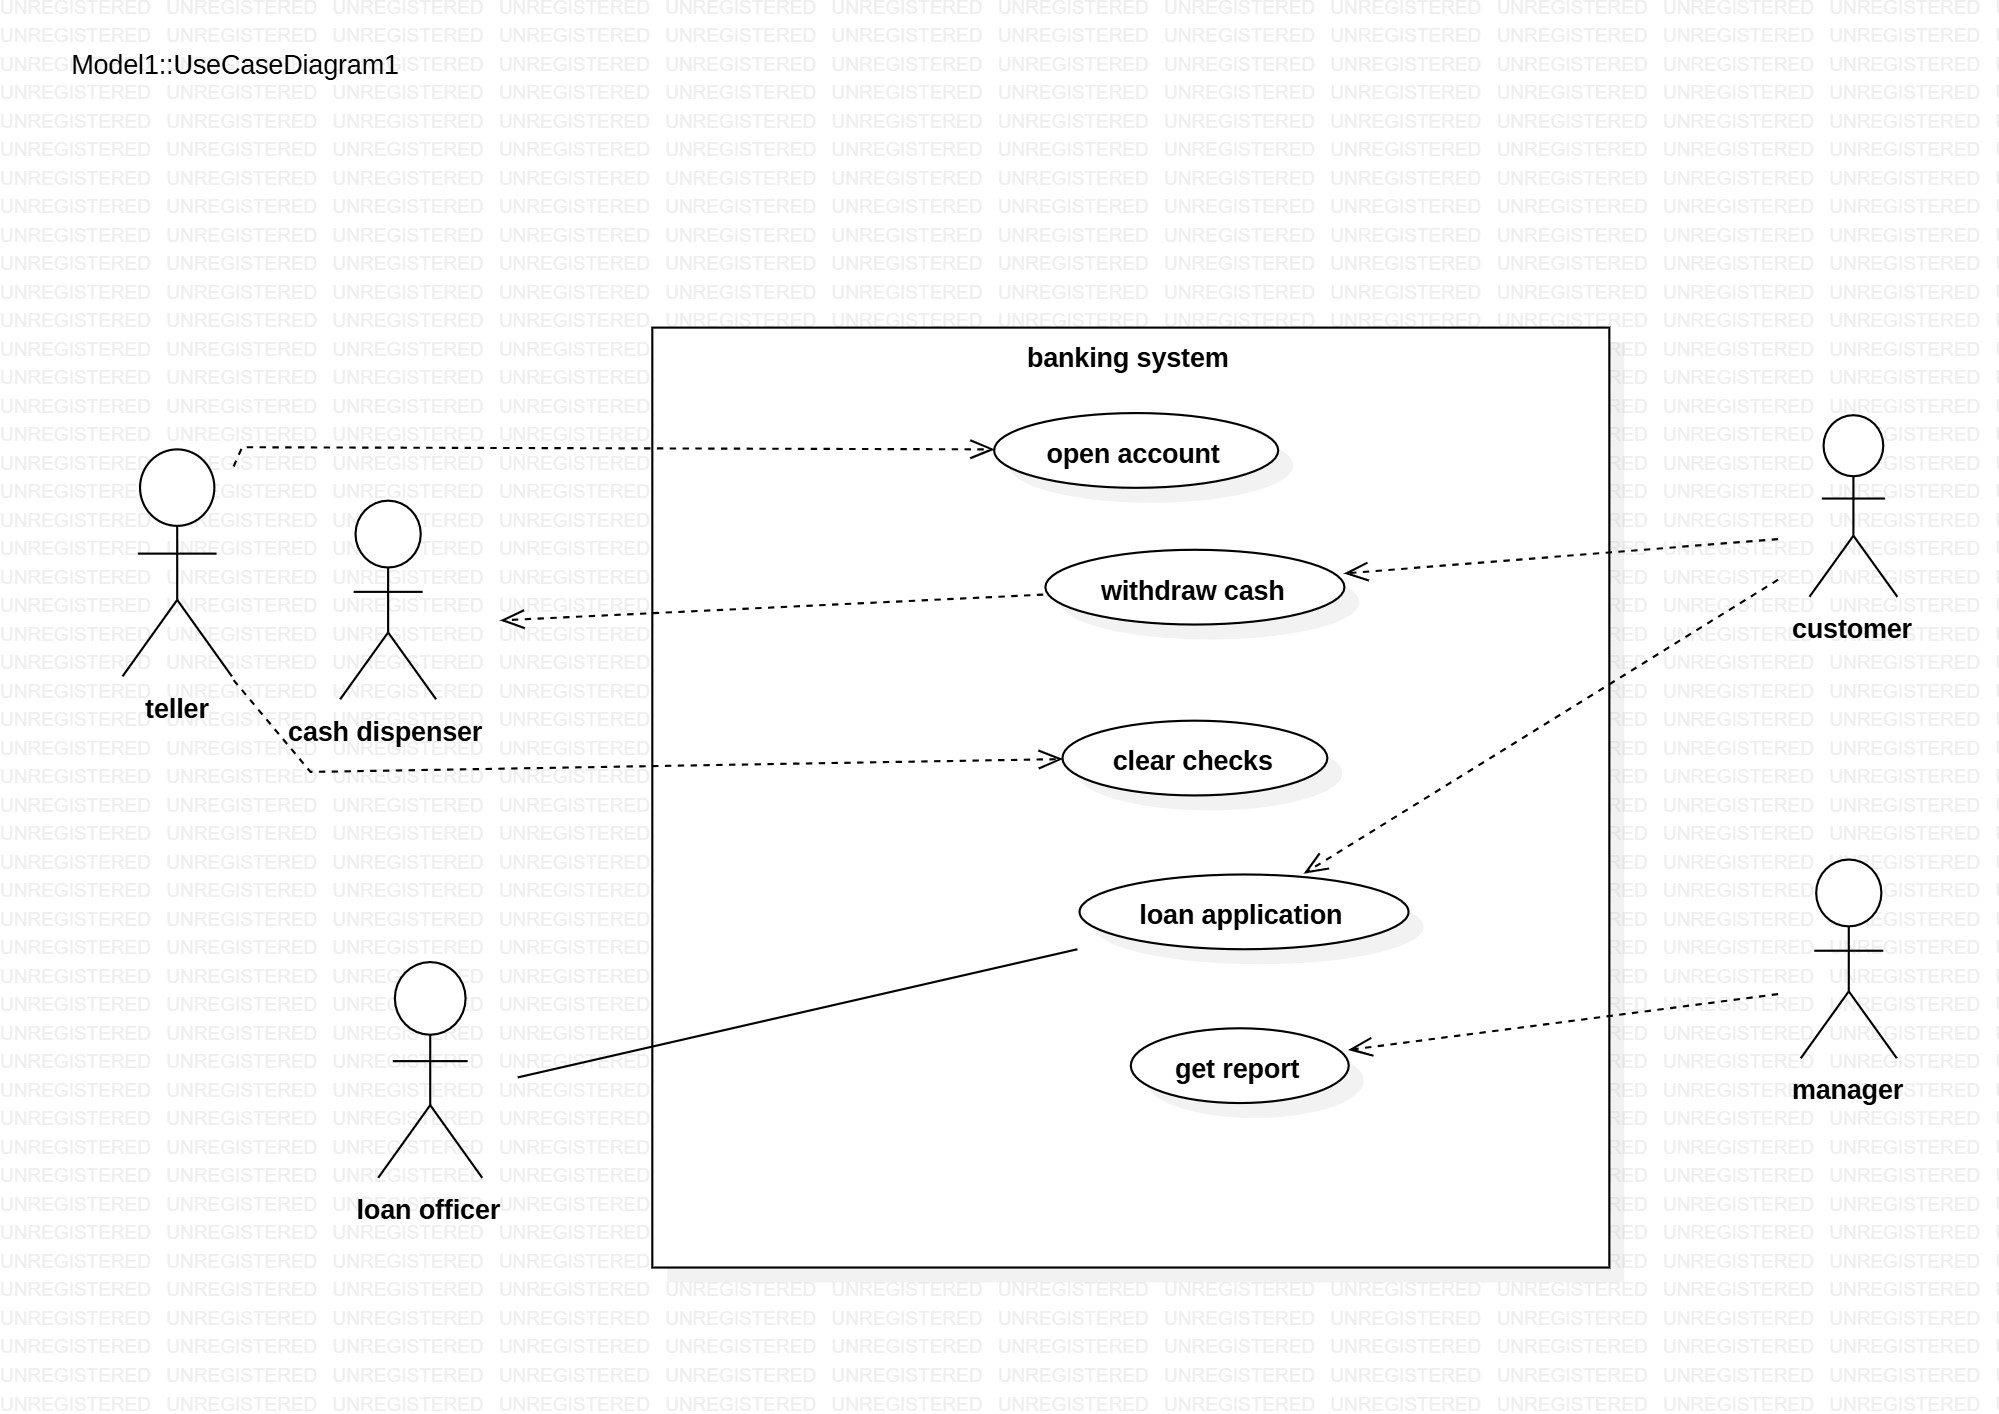 Model1::UseCaseDiagram1
banking system
open account
withdraw cash
customer
teller
cash dispenser
clear checks
loan application
get report
manager
loan officer
UNREGISTERED